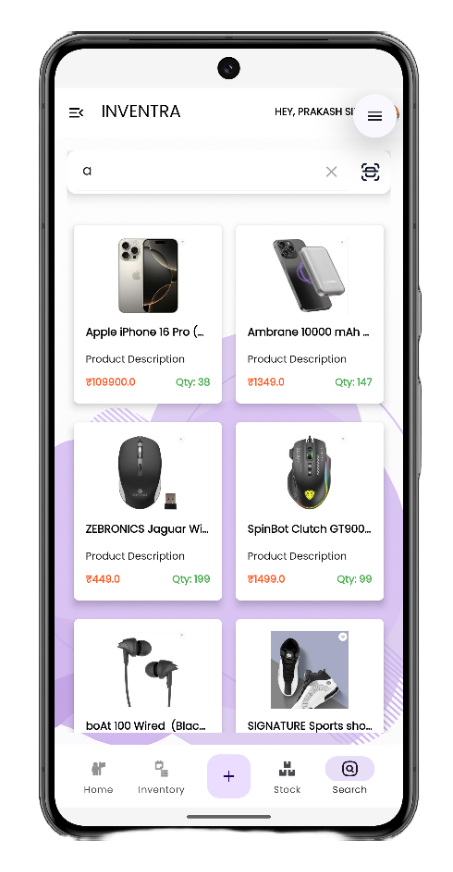 INVENTRA
HEY, PRAKASH
a
Apple iPhone 16 Pro (...
Product Description
₹109900.0 Qty: 38
Ambrane 10000 mAh ...
Product Description
₹1349.0 Qty: 147
ZEBRONICS Jaguar Wi...
Product Description
₹449.0 Qty: 199
SpinBot Clutch GT900...
Product Description
₹1499.0 Qty: 99
boAt 100 Wired (Blac...
SIGNATURE Sports sho...
Home
Inventory
+
Stock
Search